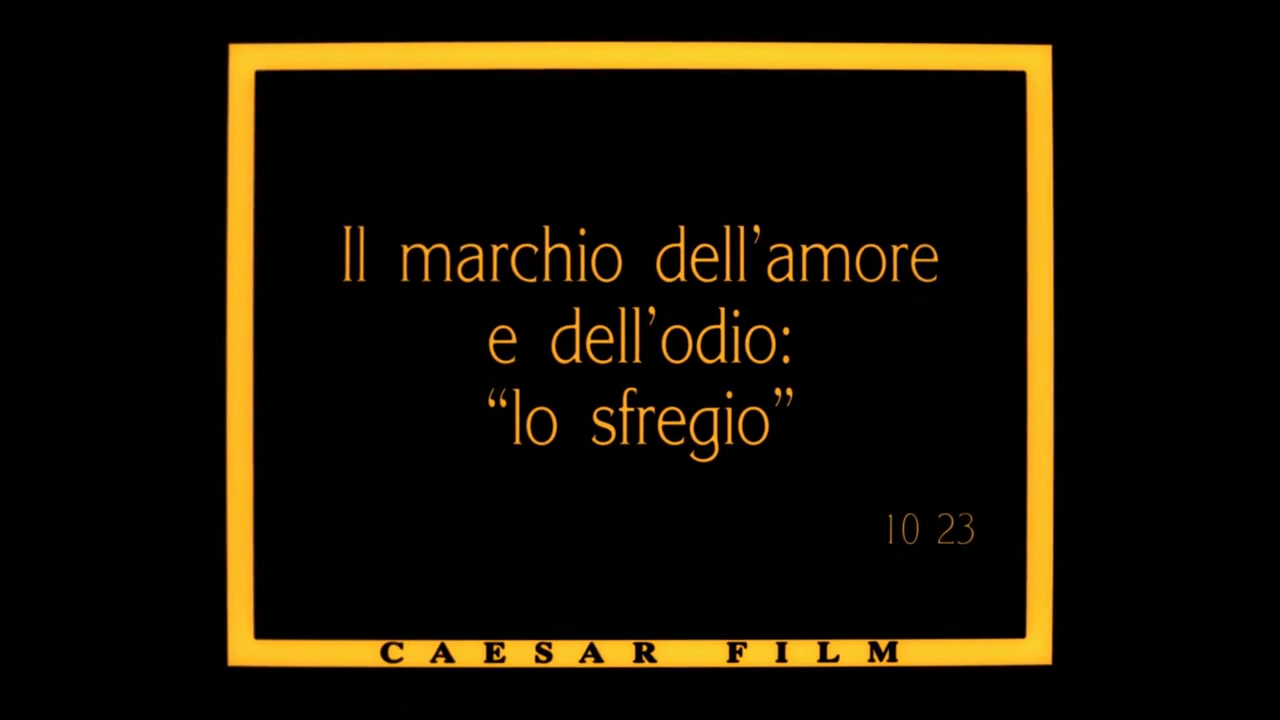 Il marchio dell’amore
e dell’odio:
“lo sfregio”
10 23
CAESAR FILM